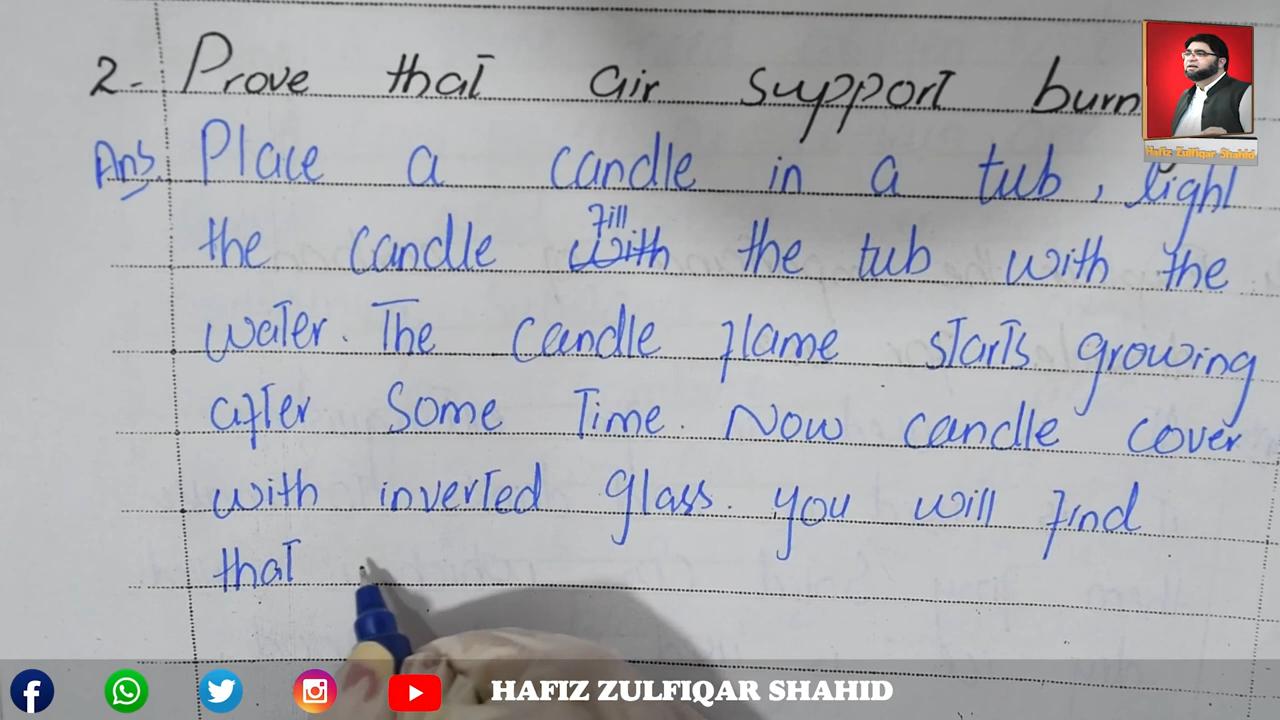 2. Prove that air support burn
Ans. Place a candle in a tub, light
the candle fill with the tub with the
water. The candle flame starts growing
after some time. Now candle cover
with inverted glass. you will find
that
Hafiz Zulfiqar Shahid
HAFIZ ZULFIQAR SHAHID